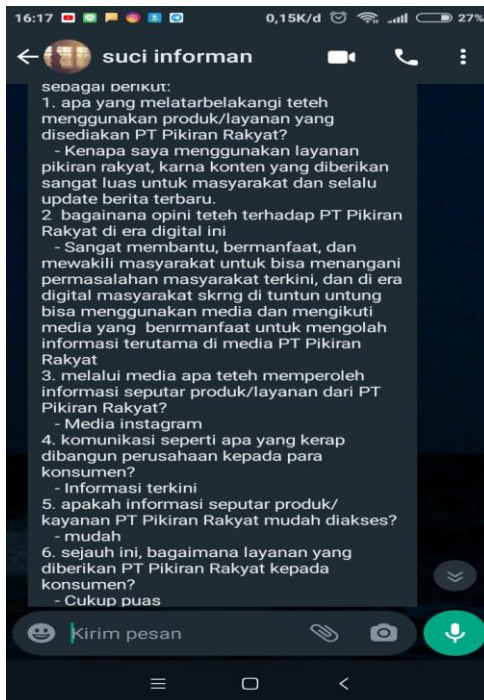 16:17 0,15K/d 27%
suci informan
sebagai berikut:
1. apa yang melatarbelakangi teteh
menggunakan produk/layanan yang
disediakan PT Pikiran Rakyat?
- Kenapa saya menggunakan layanan
pikiran rakyat, karna konten yang diberikan
sangat luas untuk masyarakat dan selalu
update berita terbaru.
2 bagainana opini teteh terhadap PT Pikiran
Rakyat di era digital ini
- Sangat membantu, bermanfaat, dan
mewakili masyarakat untuk bisa menangani
permasalahan masyarakat terkini, dan di era
digital masyarakat skrng di tuntun untung
bisa menggunakan media dan mengikuti
media yang benrmanfaat untuk mengolah
informasi terutama di media PT Pikiran
Rakyat
3. melalui media apa teteh memperoleh
informasi seputar produk/layanan dari PT
Pikiran Rakyat?
- Media instagram
4. komunikasi seperti apa yang kerap
dibangun perusahaan kepada para
konsumen?
- Informasi terkini
5. apakah informasi seputar produk/
kayanan PT Pikiran Rakyat mudah diakses?
- mudah
6. sejauh ini, bagaimana layanan yang
diberikan PT Pikiran Rakyat kepada
konsumen?
- Cukup puas
Kirim pesan